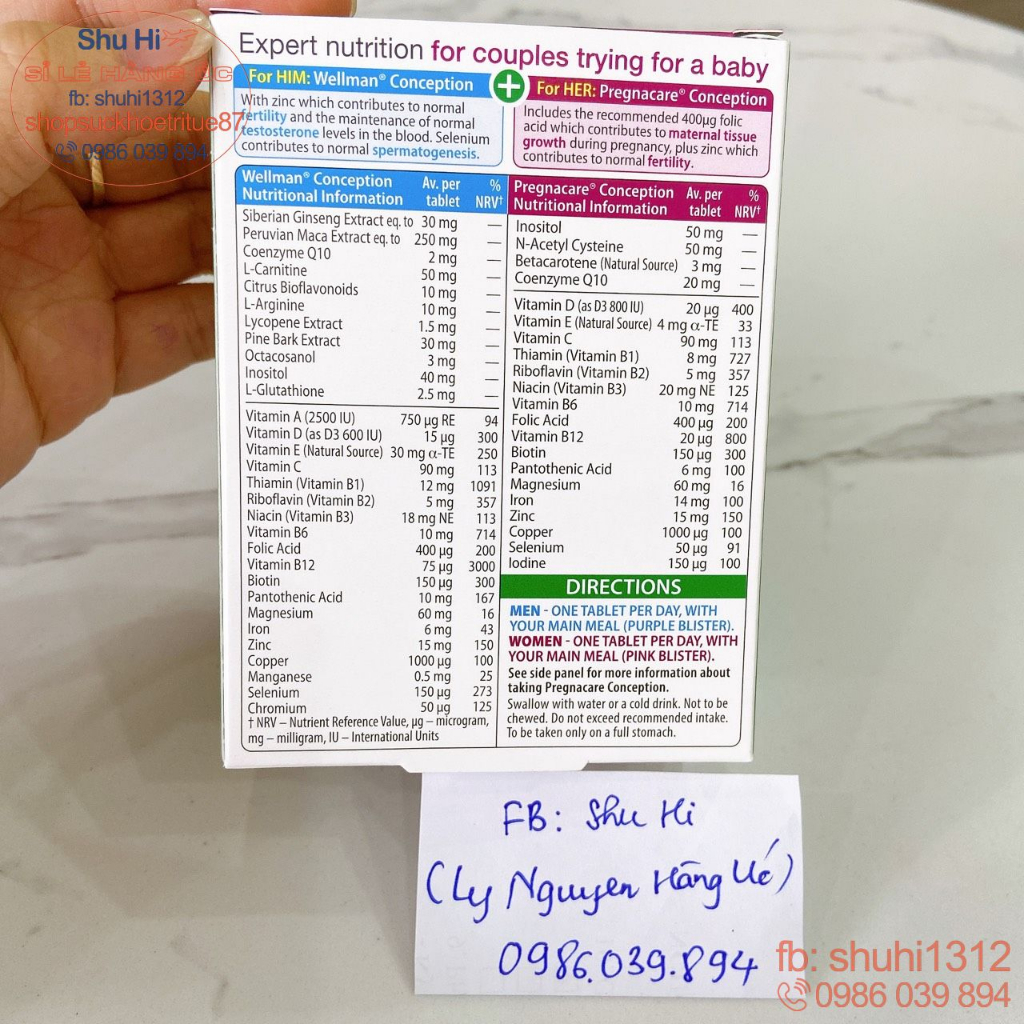 Shu Hi
SỈ LẺ HÀNG ÚC
fb: shuhi1312
shopsuckhoetritue87
0986 039 894
Expert nutrition for couples trying for a baby
For HIM: Wellman® Conception
With zinc which contributes to normal
fertility and the maintenance of normal
testosterone levels in the blood. Selenium
contributes to normal spermatogenesis.
For HER: Pregnacare® Conception
Includes the recommended 400µg folic
acid which contributes to maternal tissue
growth during pregnancy, plus zinc which
contributes to normal fertility.
Wellman® Conception Av. per %
Nutritional Information tablet NRV†
Siberian Ginseng Extract eq. to 30 mg —
Peruvian Maca Extract eq. to 250 mg —
Coenzyme Q10 2 mg —
L-Carnitine 50 mg —
Citrus Bioflavonoids 10 mg —
L-Arginine 10 mg —
Lycopene Extract 1.5 mg —
Pine Bark Extract 30 mg —
Octacosanol 3 mg —
Inositol 40 mg —
L-Glutathione 2.5 mg —
Vitamin A (2500 IU) 750 µg RE 94
Vitamin D (as D3 600 IU) 15 µg 300
Vitamin E (Natural Source) 30 mg α-TE 250
Vitamin C 90 mg 113
Thiamin (Vitamin B1) 12 mg 1091
Riboflavin (Vitamin B2) 5 mg 357
Niacin (Vitamin B3) 18 mg NE 113
Vitamin B6 10 mg 714
Folic Acid 400 µg 200
Vitamin B12 75 µg 3000
Biotin 150 µg 300
Pantothenic Acid 10 mg 167
Magnesium 60 mg 16
Iron 6 mg 43
Zinc 15 mg 150
Copper 1000 µg 100
Manganese 0.5 mg 25
Selenium 150 µg 273
Chromium 50 µg 125
† NRV – Nutrient Reference Value, µg – microgram,
mg – milligram, IU – International Units
Pregnacare® Conception Av. per %
Nutritional Information tablet NRV†
Inositol 50 mg —
N-Acetyl Cysteine 50 mg —
Betacarotene (Natural Source) 3 mg —
Coenzyme Q10 20 mg —
Vitamin D (as D3 800 IU) 20 µg 400
Vitamin E (Natural Source) 4 mg α-TE 33
Vitamin C 90 mg 113
Thiamin (Vitamin B1) 8 mg 727
Riboflavin (Vitamin B2) 5 mg 357
Niacin (Vitamin B3) 20 mg NE 125
Vitamin B6 10 mg 714
Folic Acid 400 µg 200
Vitamin B12 20 µg 800
Biotin 150 µg 300
Pantothenic Acid 6 mg 100
Magnesium 60 mg 16
Iron 14 mg 100
Zinc 15 mg 150
Copper 1000 µg 100
Selenium 50 µg 91
Iodine 150 µg 100
DIRECTIONS
MEN - ONE TABLET PER DAY, WITH
YOUR MAIN MEAL (PURPLE BLISTER).
WOMEN - ONE TABLET PER DAY, WITH
YOUR MAIN MEAL (PINK BLISTER).
See side panel for more information about
taking Pregnacare Conception.
Swallow with water or a cold drink. Not to be
chewed. Do not exceed recommended intake.
To be taken only on a full stomach.
FB: Shu Hi
(Ly Nguyen Hàng Úc)
0986.039.894
fb: shuhi1312
0986 039 894